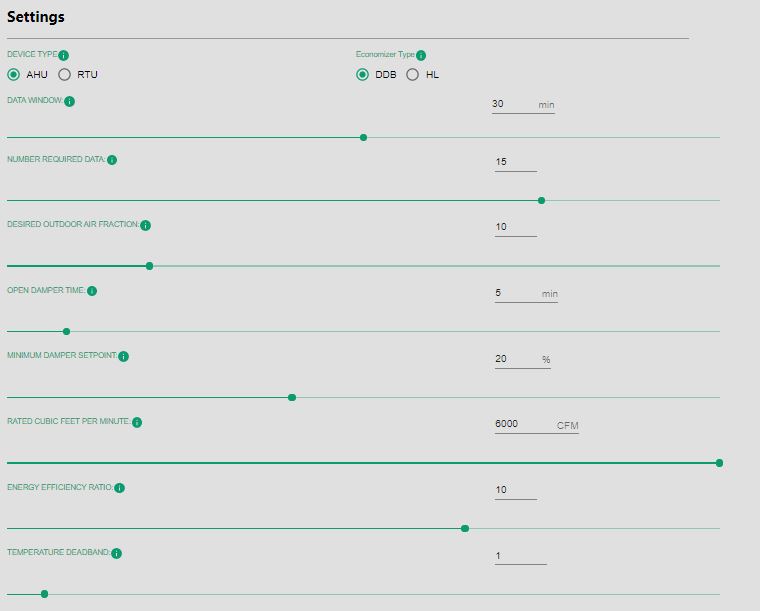 Settings
DEVICE TYPE Economizer Type
AHU RTU DDB HL
DATA WINDOW: 30 min
NUMBER REQUIRED DATA: 15
DESIRED OUTDOOR AIR FRACTION: 10
OPEN DAMPER TIME: 5 min
MINIMUM DAMPER SETPOINT: 20 %
RATED CUBIC FEET PER MINUTE: 6000 CFM
ENERGY EFFICIENCY RATIO: 10
TEMPERATURE DEADBAND: 1